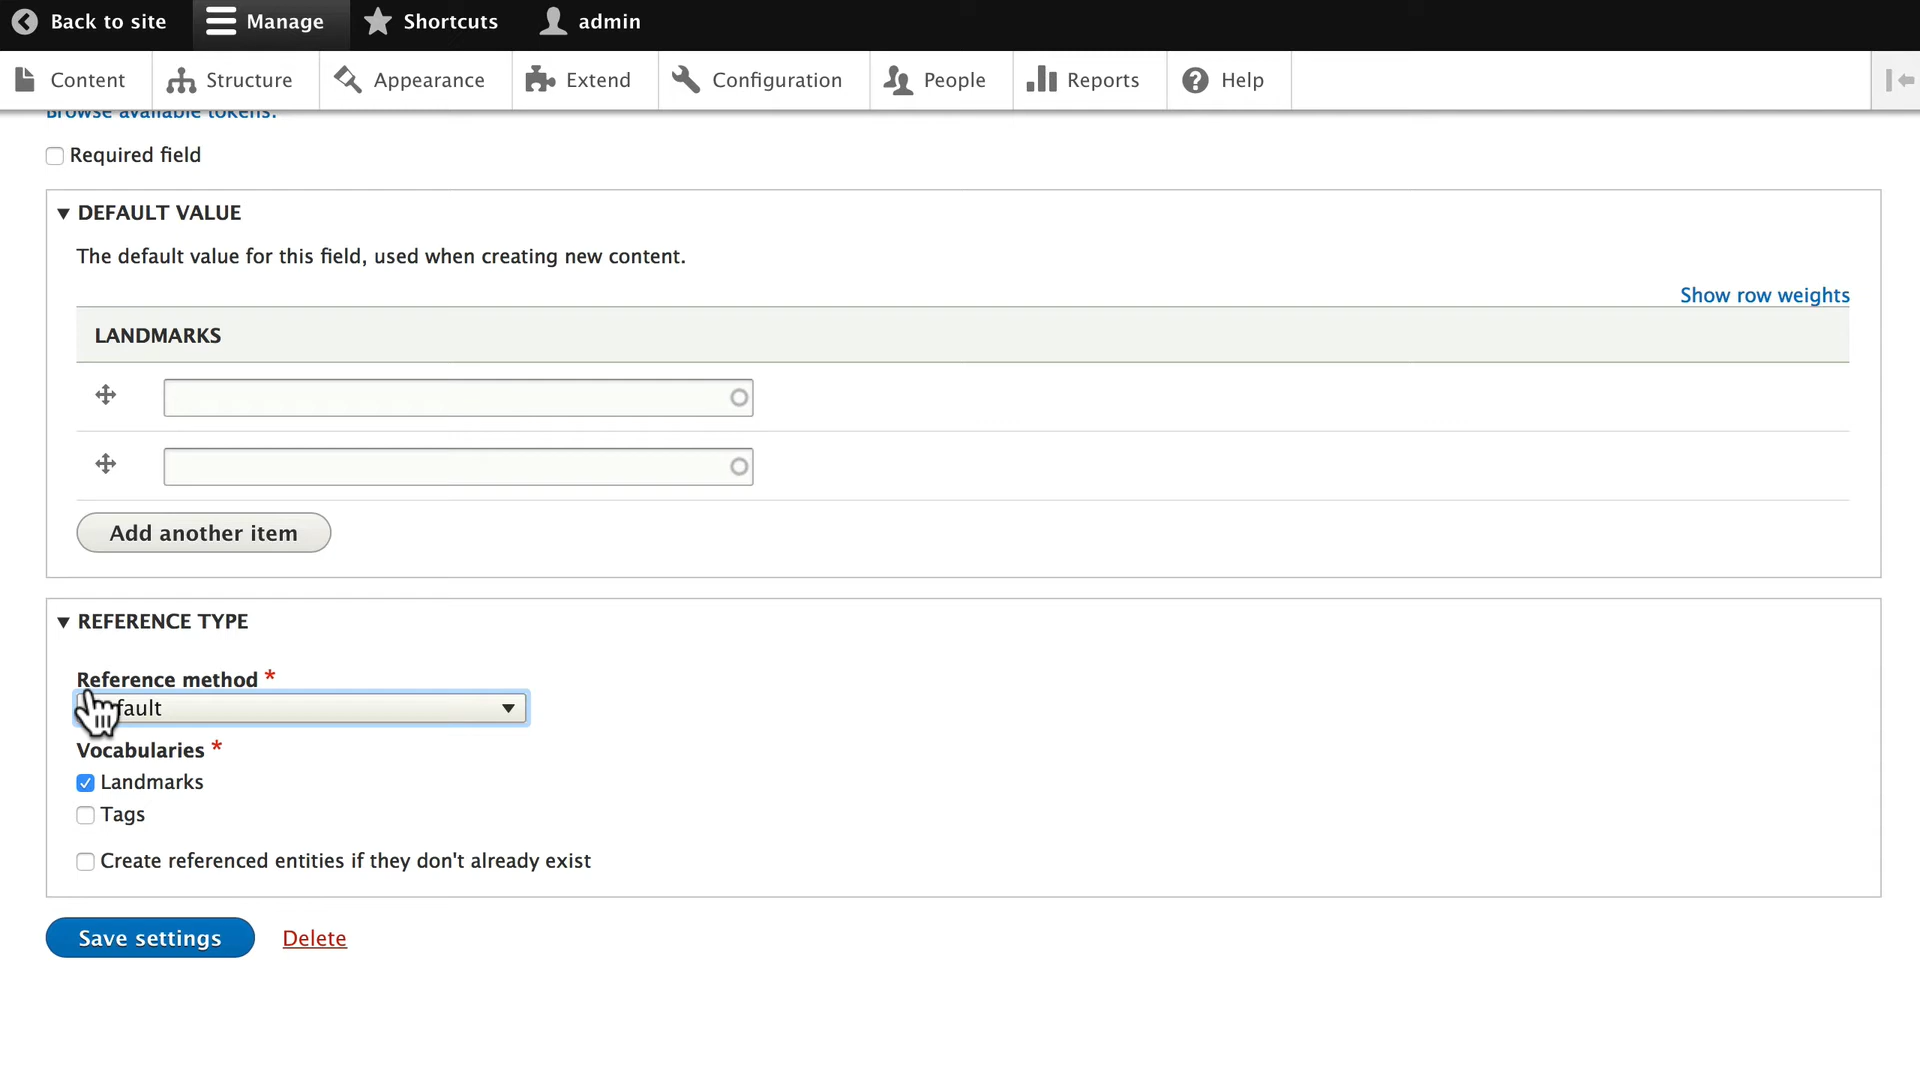 Back to site Manage Shortcuts admin
Content Structure Appearance Extend Configuration People Reports Help
Browse available tokens.
Required field
DEFAULT VALUE
The default value for this field, used when creating new content.
Show row weights
LANDMARKS
Add another item
REFERENCE TYPE
Reference method *
fault
Vocabularies *
Landmarks
Tags
Create referenced entities if they don't already exist
Save settings Delete